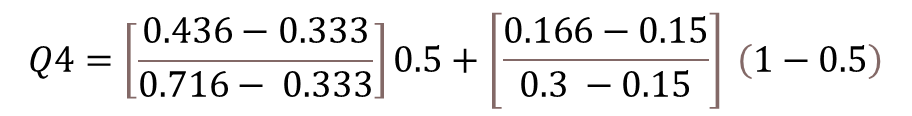 Q4 = [(0.436 − 0.333)/(0.716 − 0.333)] 0.5 + [(0.166 − 0.15)/(0.3 − 0.15)] (1 − 0.5)